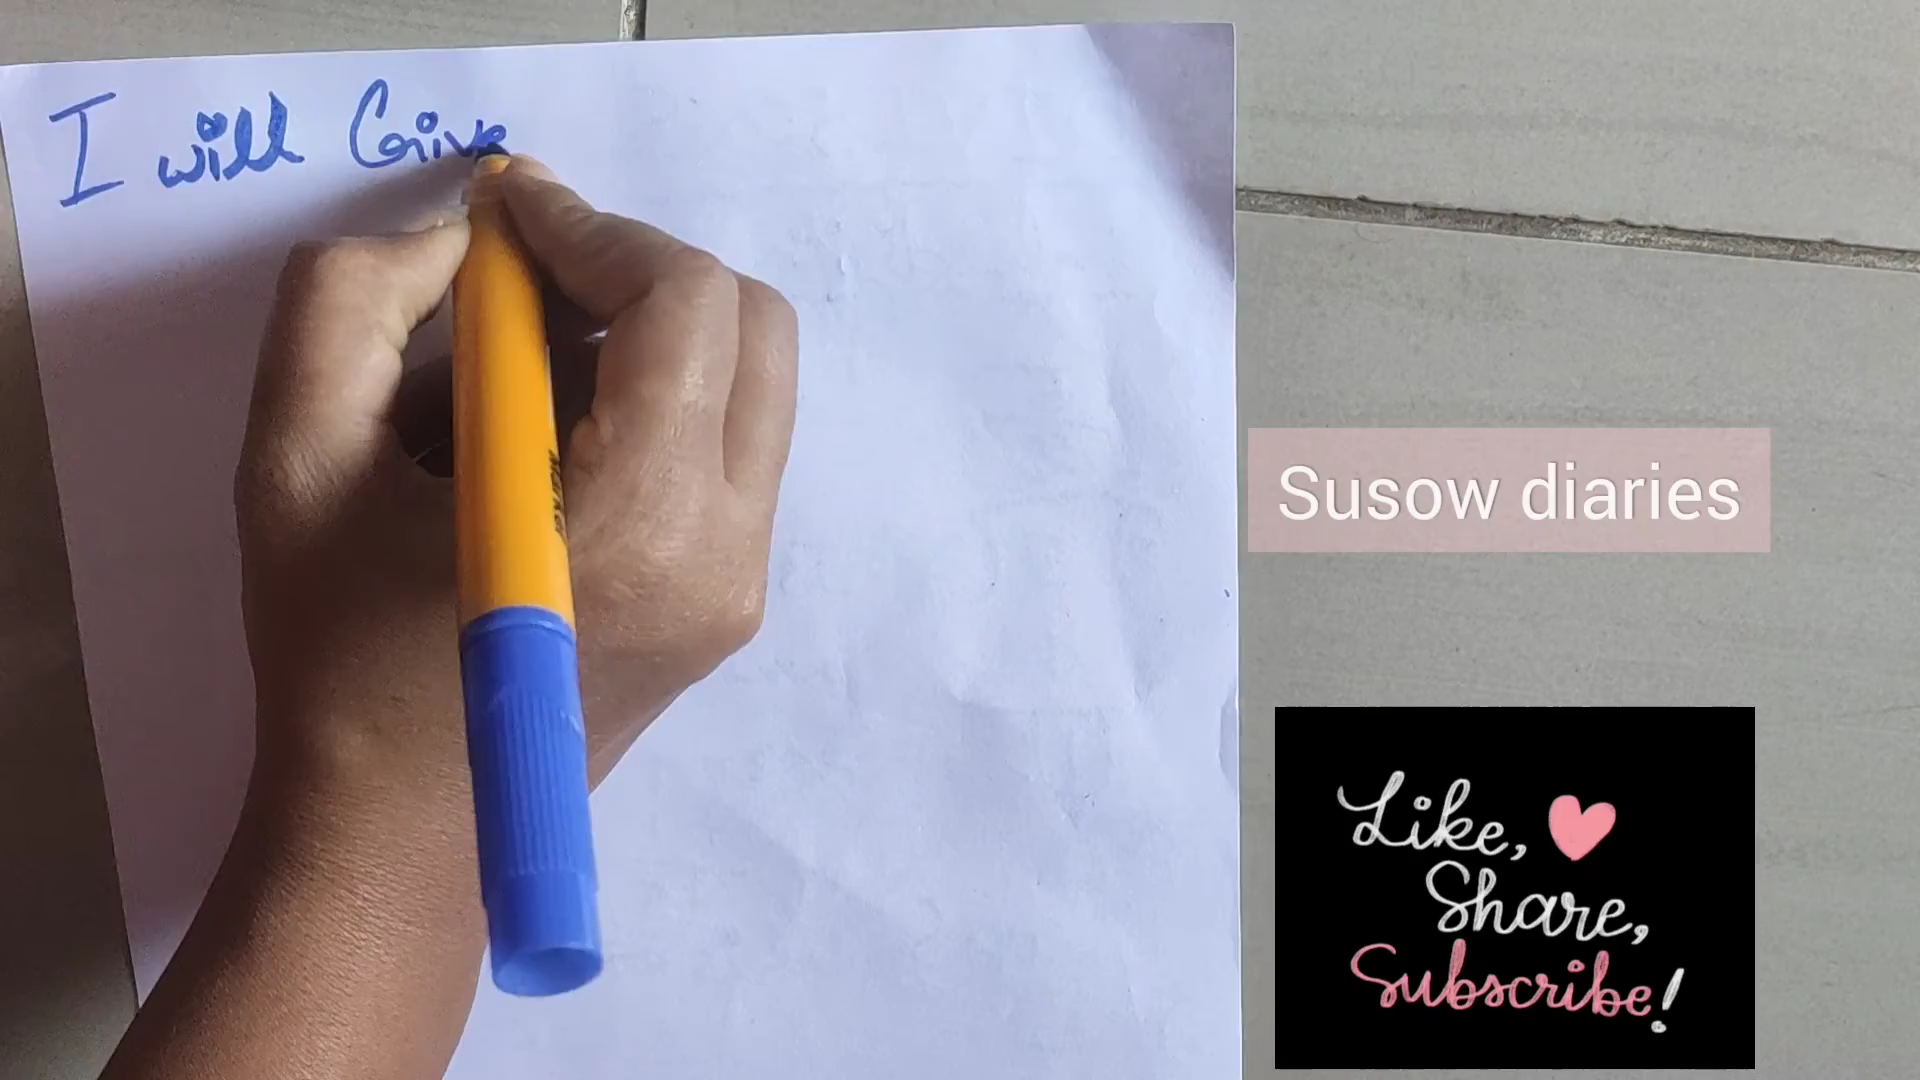 I will Give
Susow diaries
Like,
Share,
Subscribe!